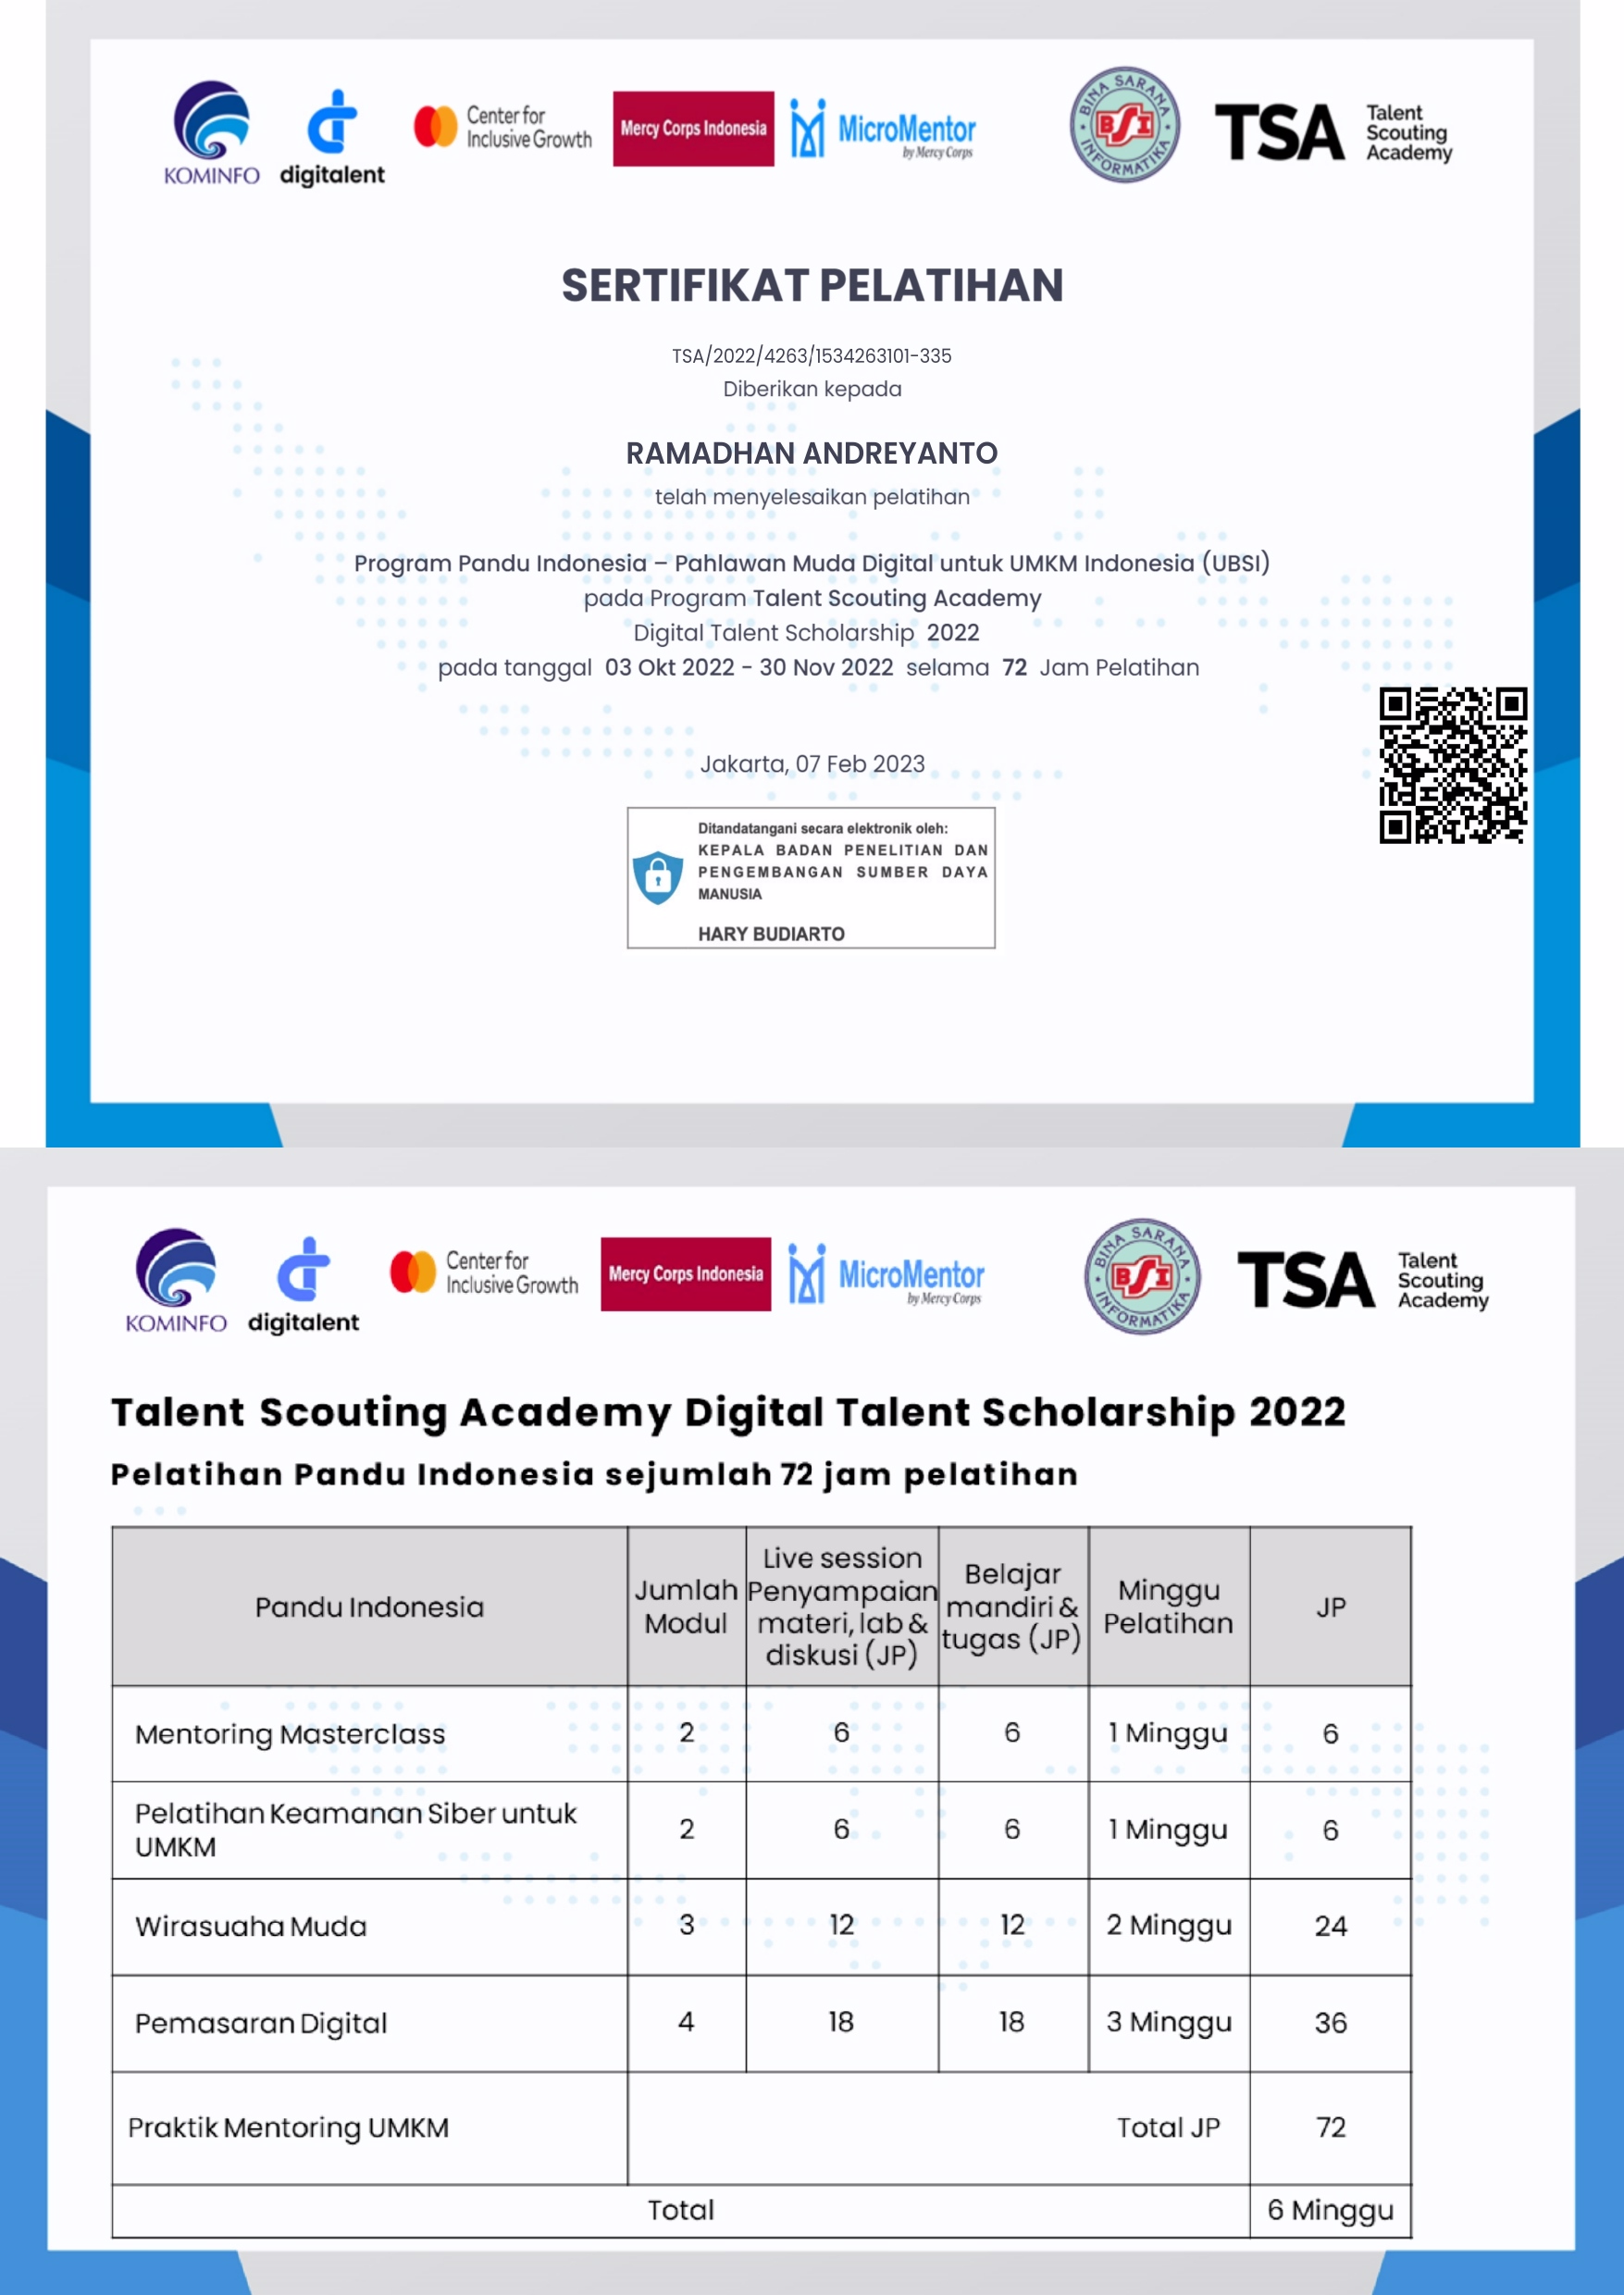 KOMINFO
digitalent
Center for
Inclusive Growth
Mercy Corps Indonesia
MicroMentor
by Mercy Corps
BINA SARANA
BSI
INFORMATIKA
TSA
Talent
Scouting
Academy
SERTIFIKAT PELATIHAN
TSA/2022/4263/1534263101-335
Diberikan kepada
RAMADHAN ANDREYANTO
telah menyelesaikan pelatihan
Program Pandu Indonesia – Pahlawan Muda Digital untuk UMKM Indonesia (UBSI)
pada Program Talent Scouting Academy
Digital Talent Scholarship 2022
pada tanggal 03 Okt 2022 - 30 Nov 2022 selama 72 Jam Pelatihan
Jakarta, 07 Feb 2023
Ditandatangani secara elektronik oleh:
KEPALA BADAN PENELITIAN DAN
PENGEMBANGAN SUMBER DAYA
MANUSIA
HARY BUDIARTO
KOMINFO
digitalent
Center for
Inclusive Growth
Mercy Corps Indonesia
MicroMentor
by Mercy Corps
BINA SARANA
BSI
INFORMATIKA
TSA
Talent
Scouting
Academy
Talent Scouting Academy Digital Talent Scholarship 2022
Pelatihan Pandu Indonesia sejumlah 72 jam pelatihan
Pandu Indonesia
Jumlah
Modul
Live session
Penyampaian
materi, lab &
diskusi (JP)
Belajar
mandiri &
tugas (JP)
Minggu
Pelatihan
JP
Mentoring Masterclass 2 6 6 1 Minggu 6
Pelatihan Keamanan Siber untuk
UMKM 2 6 6 1 Minggu 6
Wirasuaha Muda 3 12 12 2 Minggu 24
Pemasaran Digital 4 18 18 3 Minggu 36
Praktik Mentoring UMKM Total JP 72
Total 6 Minggu